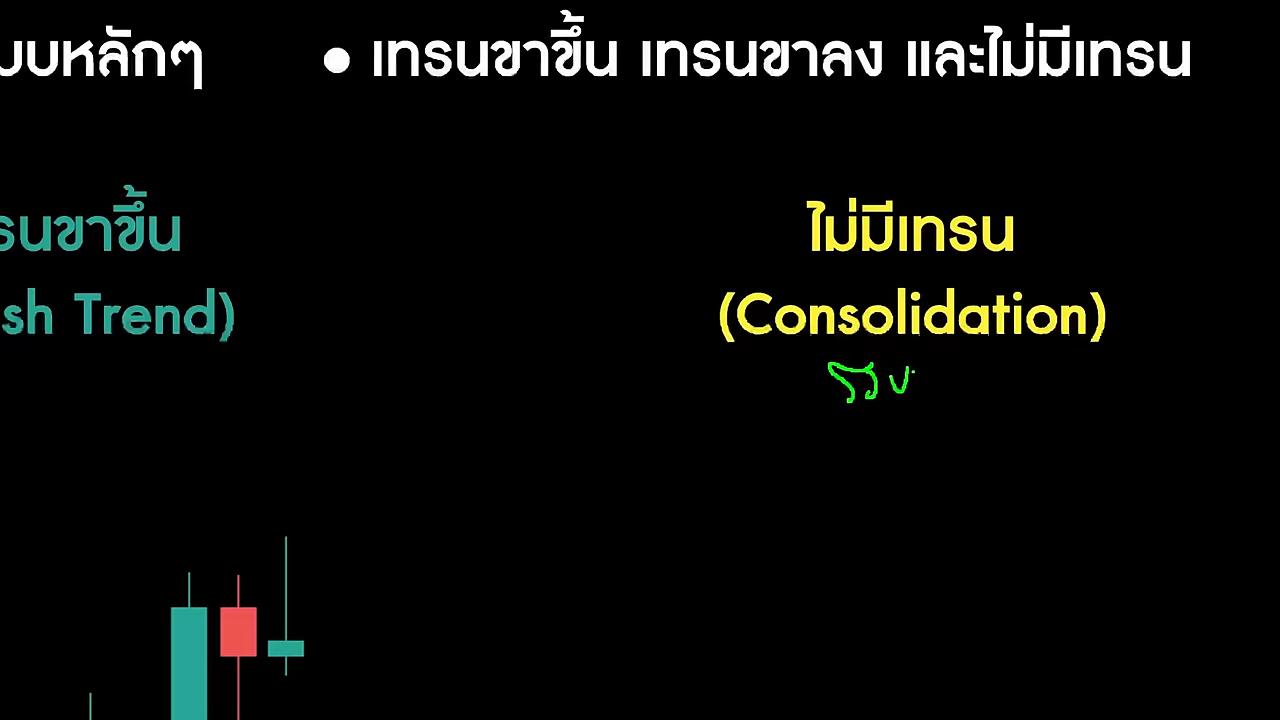 บบหลักๆ • เทรนขาขึ้น เทรนขาลง และไม่มีเทรน
รนขาขึ้น
sh Trend)
ไม่มีเทรน
(Consolidation)